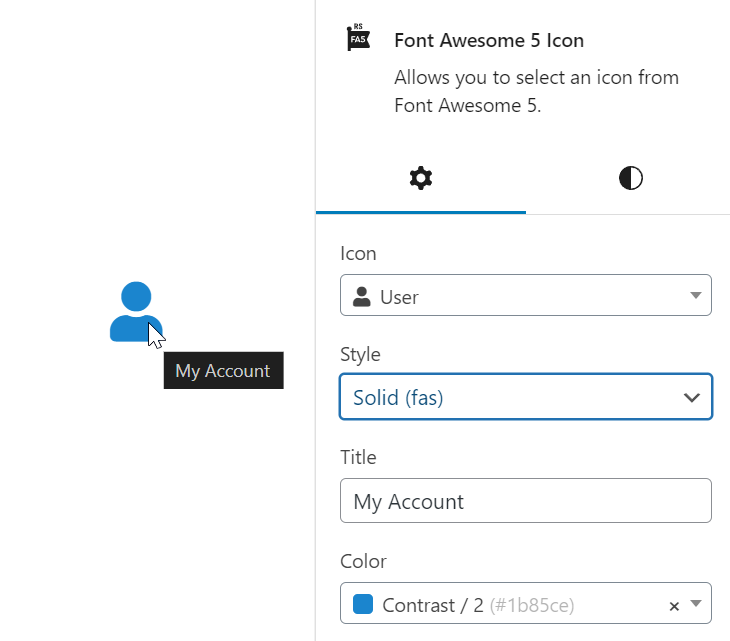 RS
FAS
Font Awesome 5 Icon
Allows you to select an icon from
Font Awesome 5.
Icon
User
My Account
Style
Solid (fas)
Title
My Account
Color
Contrast / 2 (#1b85ce) ×